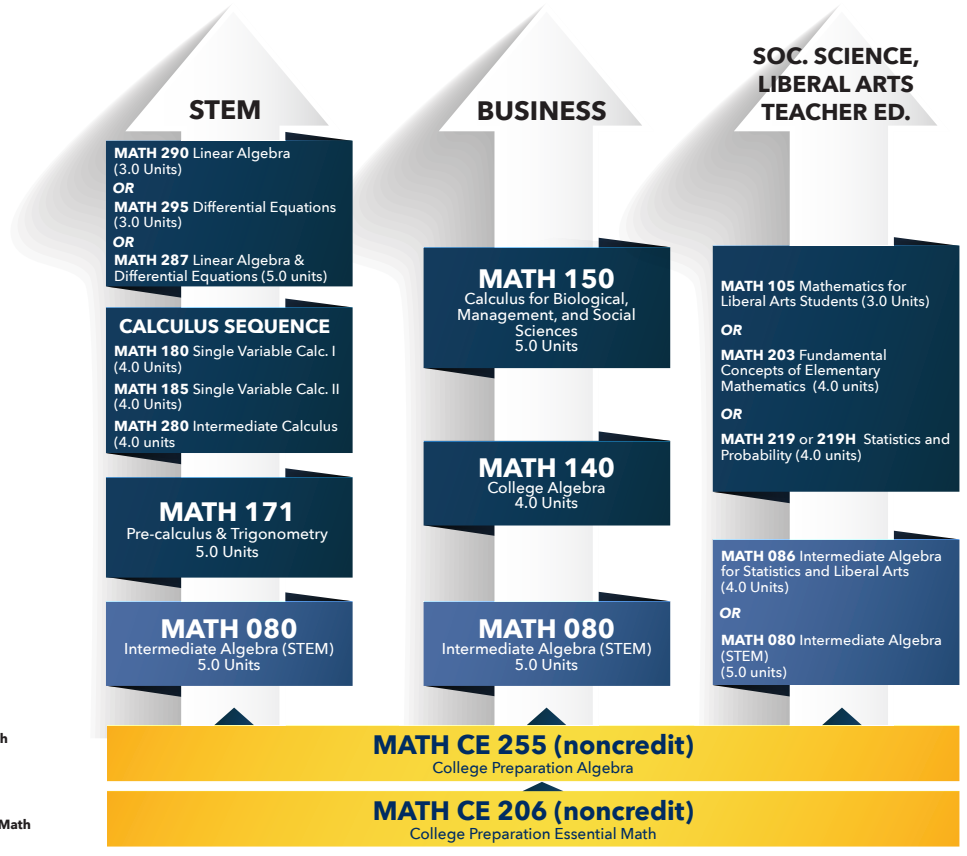 STEM
MATH 290 Linear Algebra
(3.0 Units)
OR
MATH 295 Differential Equations
(3.0 Units)
OR
MATH 287 Linear Algebra &
Differential Equations (5.0 units)
CALCULUS SEQUENCE
MATH 180 Single Variable Calc. I
(4.0 Units)
MATH 185 Single Variable Calc. II
(4.0 Units)
MATH 280 Intermediate Calculus
(4.0 units
MATH 171
Pre-calculus & Trigonometry
5.0 Units
MATH 080
Intermediate Algebra (STEM)
5.0 Units
BUSINESS
MATH 150
Calculus for Biological,
Management, and Social
Sciences
5.0 Units
MATH 140
College Algebra
4.0 Units
MATH 080
Intermediate Algebra (STEM)
5.0 Units
SOC. SCIENCE,
LIBERAL ARTS
TEACHER ED.
MATH 105 Mathematics for
Liberal Arts Students (3.0 Units)
OR
MATH 203 Fundamental
Concepts of Elementary
Mathematics (4.0 units)
OR
MATH 219 or 219H Statistics and
Probability (4.0 units)
MATH 086 Intermediate Algebra
for Statistics and Liberal Arts
(4.0 Units)
OR
MATH 080 Intermediate Algebra
(STEM)
(5.0 units)
h
MATH CE 255 (noncredit)
College Preparation Algebra
Math
MATH CE 206 (noncredit)
College Preparation Essential Math